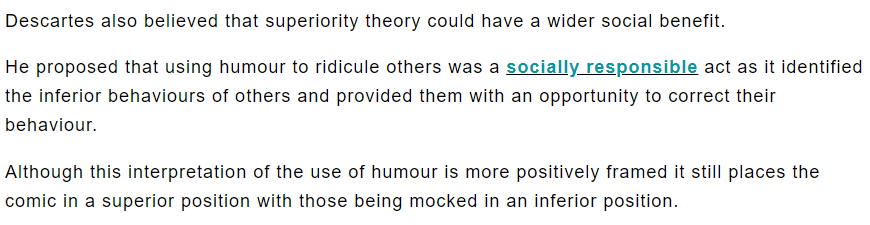 Descartes also believed that superiority theory could have a wider social benefit.
He proposed that using humour to ridicule others was a socially responsible act as it identified
the inferior behaviours of others and provided them with an opportunity to correct their
behaviour.
Although this interpretation of the use of humour is more positively framed it still places the
comic in a superior position with those being mocked in an inferior position.